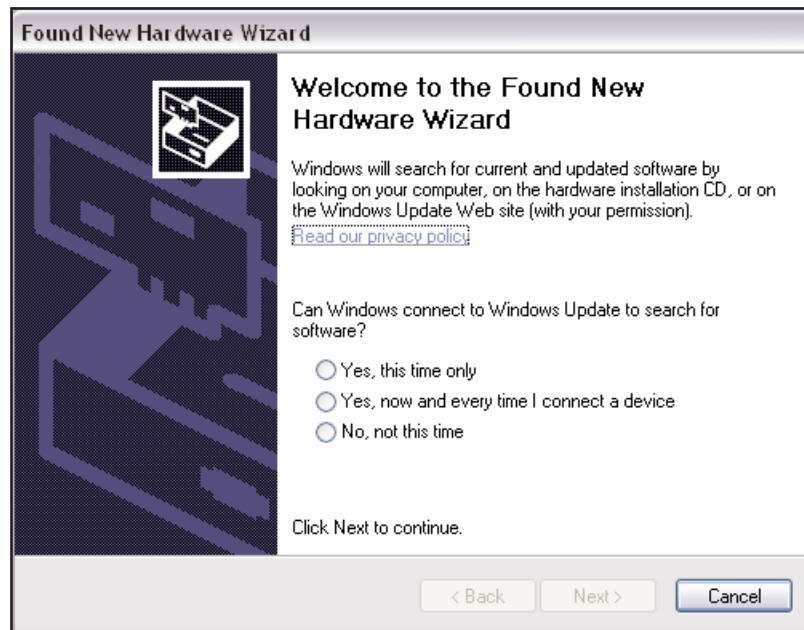 Found New Hardware Wizard
Welcome to the Found New
Hardware Wizard
Windows will search for current and updated software by
looking on your computer, on the hardware installation CD, or on
the Windows Update Web site (with your permission).
Read our privacy policy
Can Windows connect to Windows Update to search for
software?
Yes, this time only
Yes, now and every time I connect a device
No, not this time
Click Next to continue.
< Back
Next >
Cancel